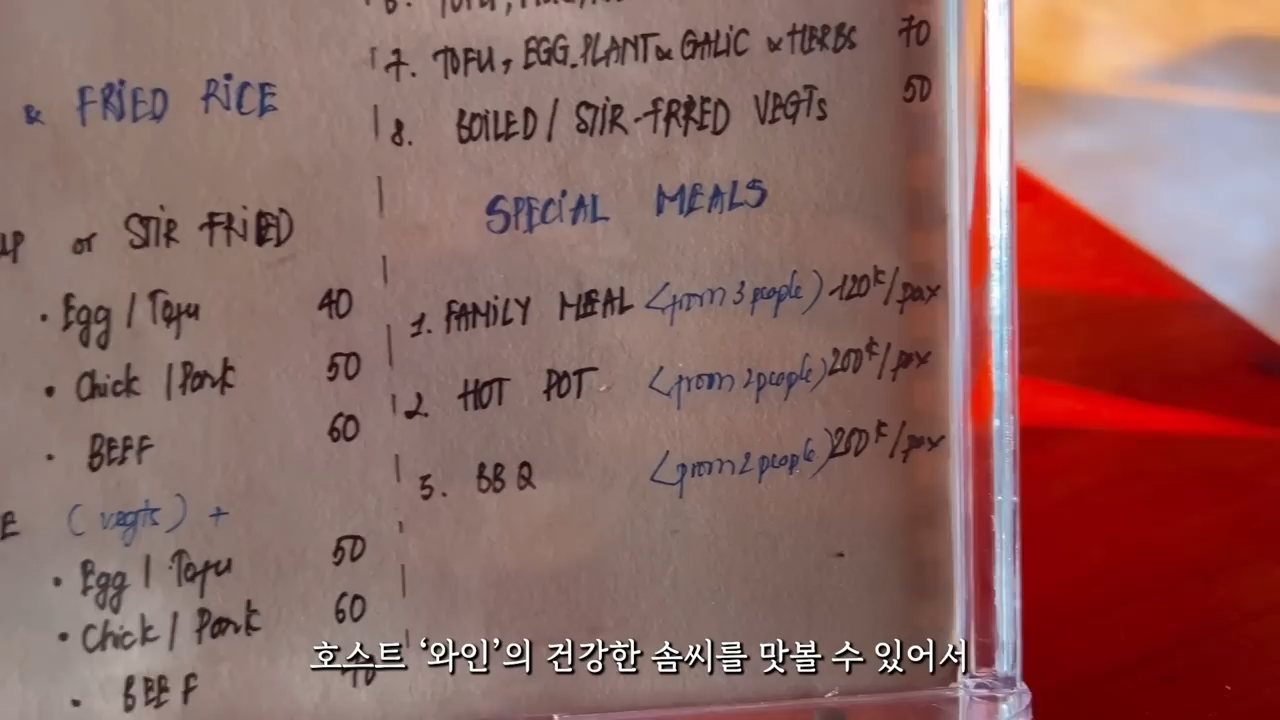 & FRIED RICE
or STIR FRIED
• Egg / Tofu 40
• Chick / Pork 50
• BEEF 60
E (vegts) +
• Egg / Tofu 50
• Chick / Pork 60
• BEEF 70
7. TOFU, EGG.PLANT & GALIC & HERBS 70
8. BOILED / STIR-FRRED VEGTS 50
SPECIAL MEALS
1. FAMILY MEAL (from 3 people) 120K/pax
2. HOT POT (from 2 people) 200K/pax
3. BBQ (from 2 people) 250K/pax
호스트 ‘와인’의 건강한 솜씨를 맛볼 수 있어서